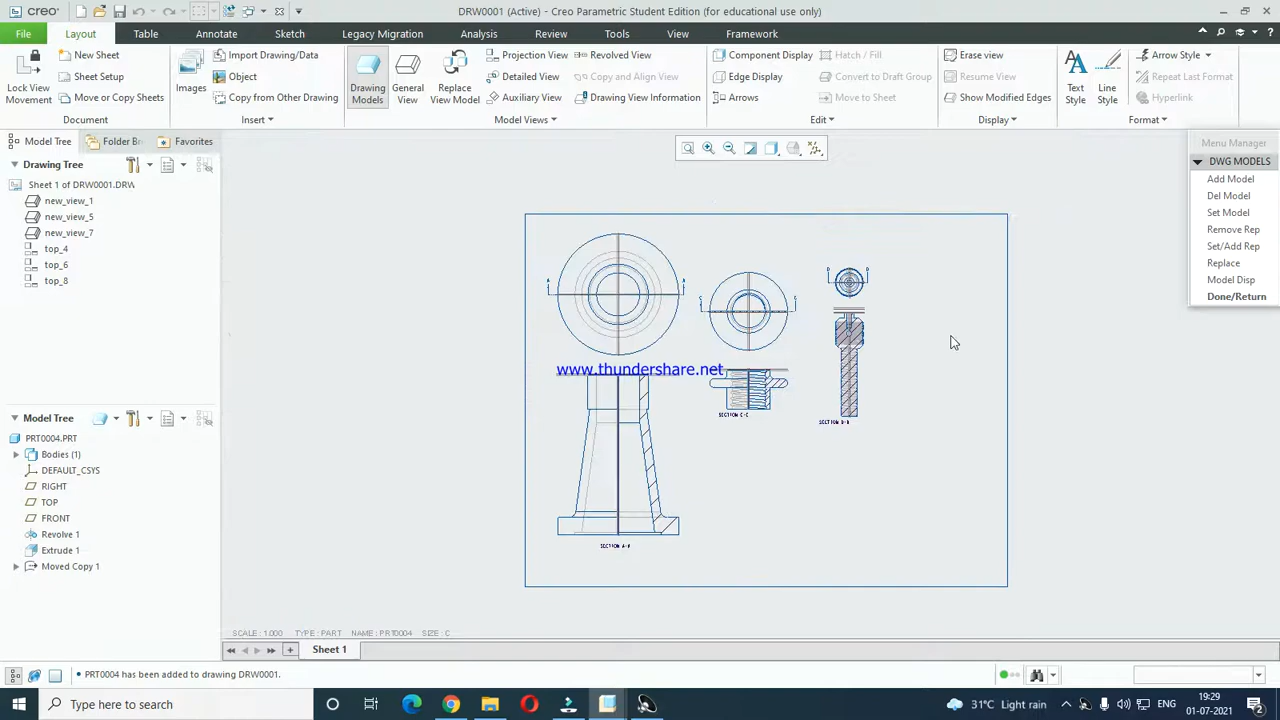 creo
DRW0001 (Active) - Creo Parametric Student Edition (for educational use only)
File Layout Table Annotate Sketch Legacy Migration Analysis Review Tools View Framework
Lock View Movement
New Sheet
Sheet Setup
Move or Copy Sheets
Document
Images
Import Drawing/Data
Object
Copy from Other Drawing
Insert
Drawing Models
General View
Replace View Model
Projection View
Detailed View
Auxiliary View
Revolved View
Copy and Align View
Drawing View Information
Model Views
Component Display
Edge Display
Arrows
Hatch / Fill
Convert to Draft Group
Move to Sheet
Edit
Erase view
Resume View
Show Modified Edges
Display
Text Style
Line Style
Arrow Style
Repeat Last Format
Hyperlink
Format
Model Tree Folder Br Favorites
Drawing Tree
Sheet 1 of DRW0001.DRW
new_view_1
new_view_5
new_view_7
top_4
top_6
top_8
Model Tree
PRT0004.PRT
Bodies (1)
DEFAULT_CSYS
RIGHT
TOP
FRONT
Revolve 1
Extrude 1
Moved Copy 1
Menu Manager
DWG MODELS
Add Model
Del Model
Set Model
Remove Rep
Set/Add Rep
Replace
Model Disp
Done/Return
www.thundershare.net
SECTION C-C
SECTION A-A
SCALE : 1.000 TYPE : PART NAME : PRT0004 SIZE : C
Sheet 1
PRT0004 has been added to drawing DRW0001.
Type here to search
31°C Light rain
ENG
19:29
01-07-2021